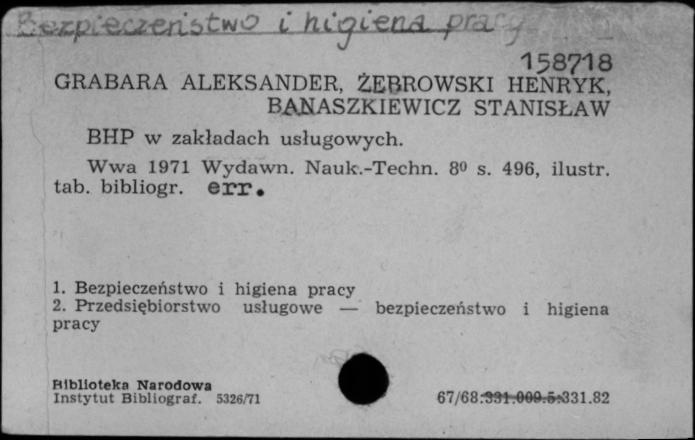 Bezpieczeństwo i higiena pracy
158718
GRABARA ALEKSANDER, ŻEBROWSKI HENRYK,
BANASZKIEWICZ STANISŁAW
BHP w zakładach usługowych.
Wwa 1971 Wydawn. Nauk.-Techn. 8⁰ s. 496, ilustr.
tab. bibliogr. err.
1. Bezpieczeństwo i higiena pracy
2. Przedsiębiorstwo usługowe — bezpieczeństwo i higiena
pracy
Biblioteka Narodowa
Instytut Bibliograf. 5326/71
67/68:331.009.5:331.82